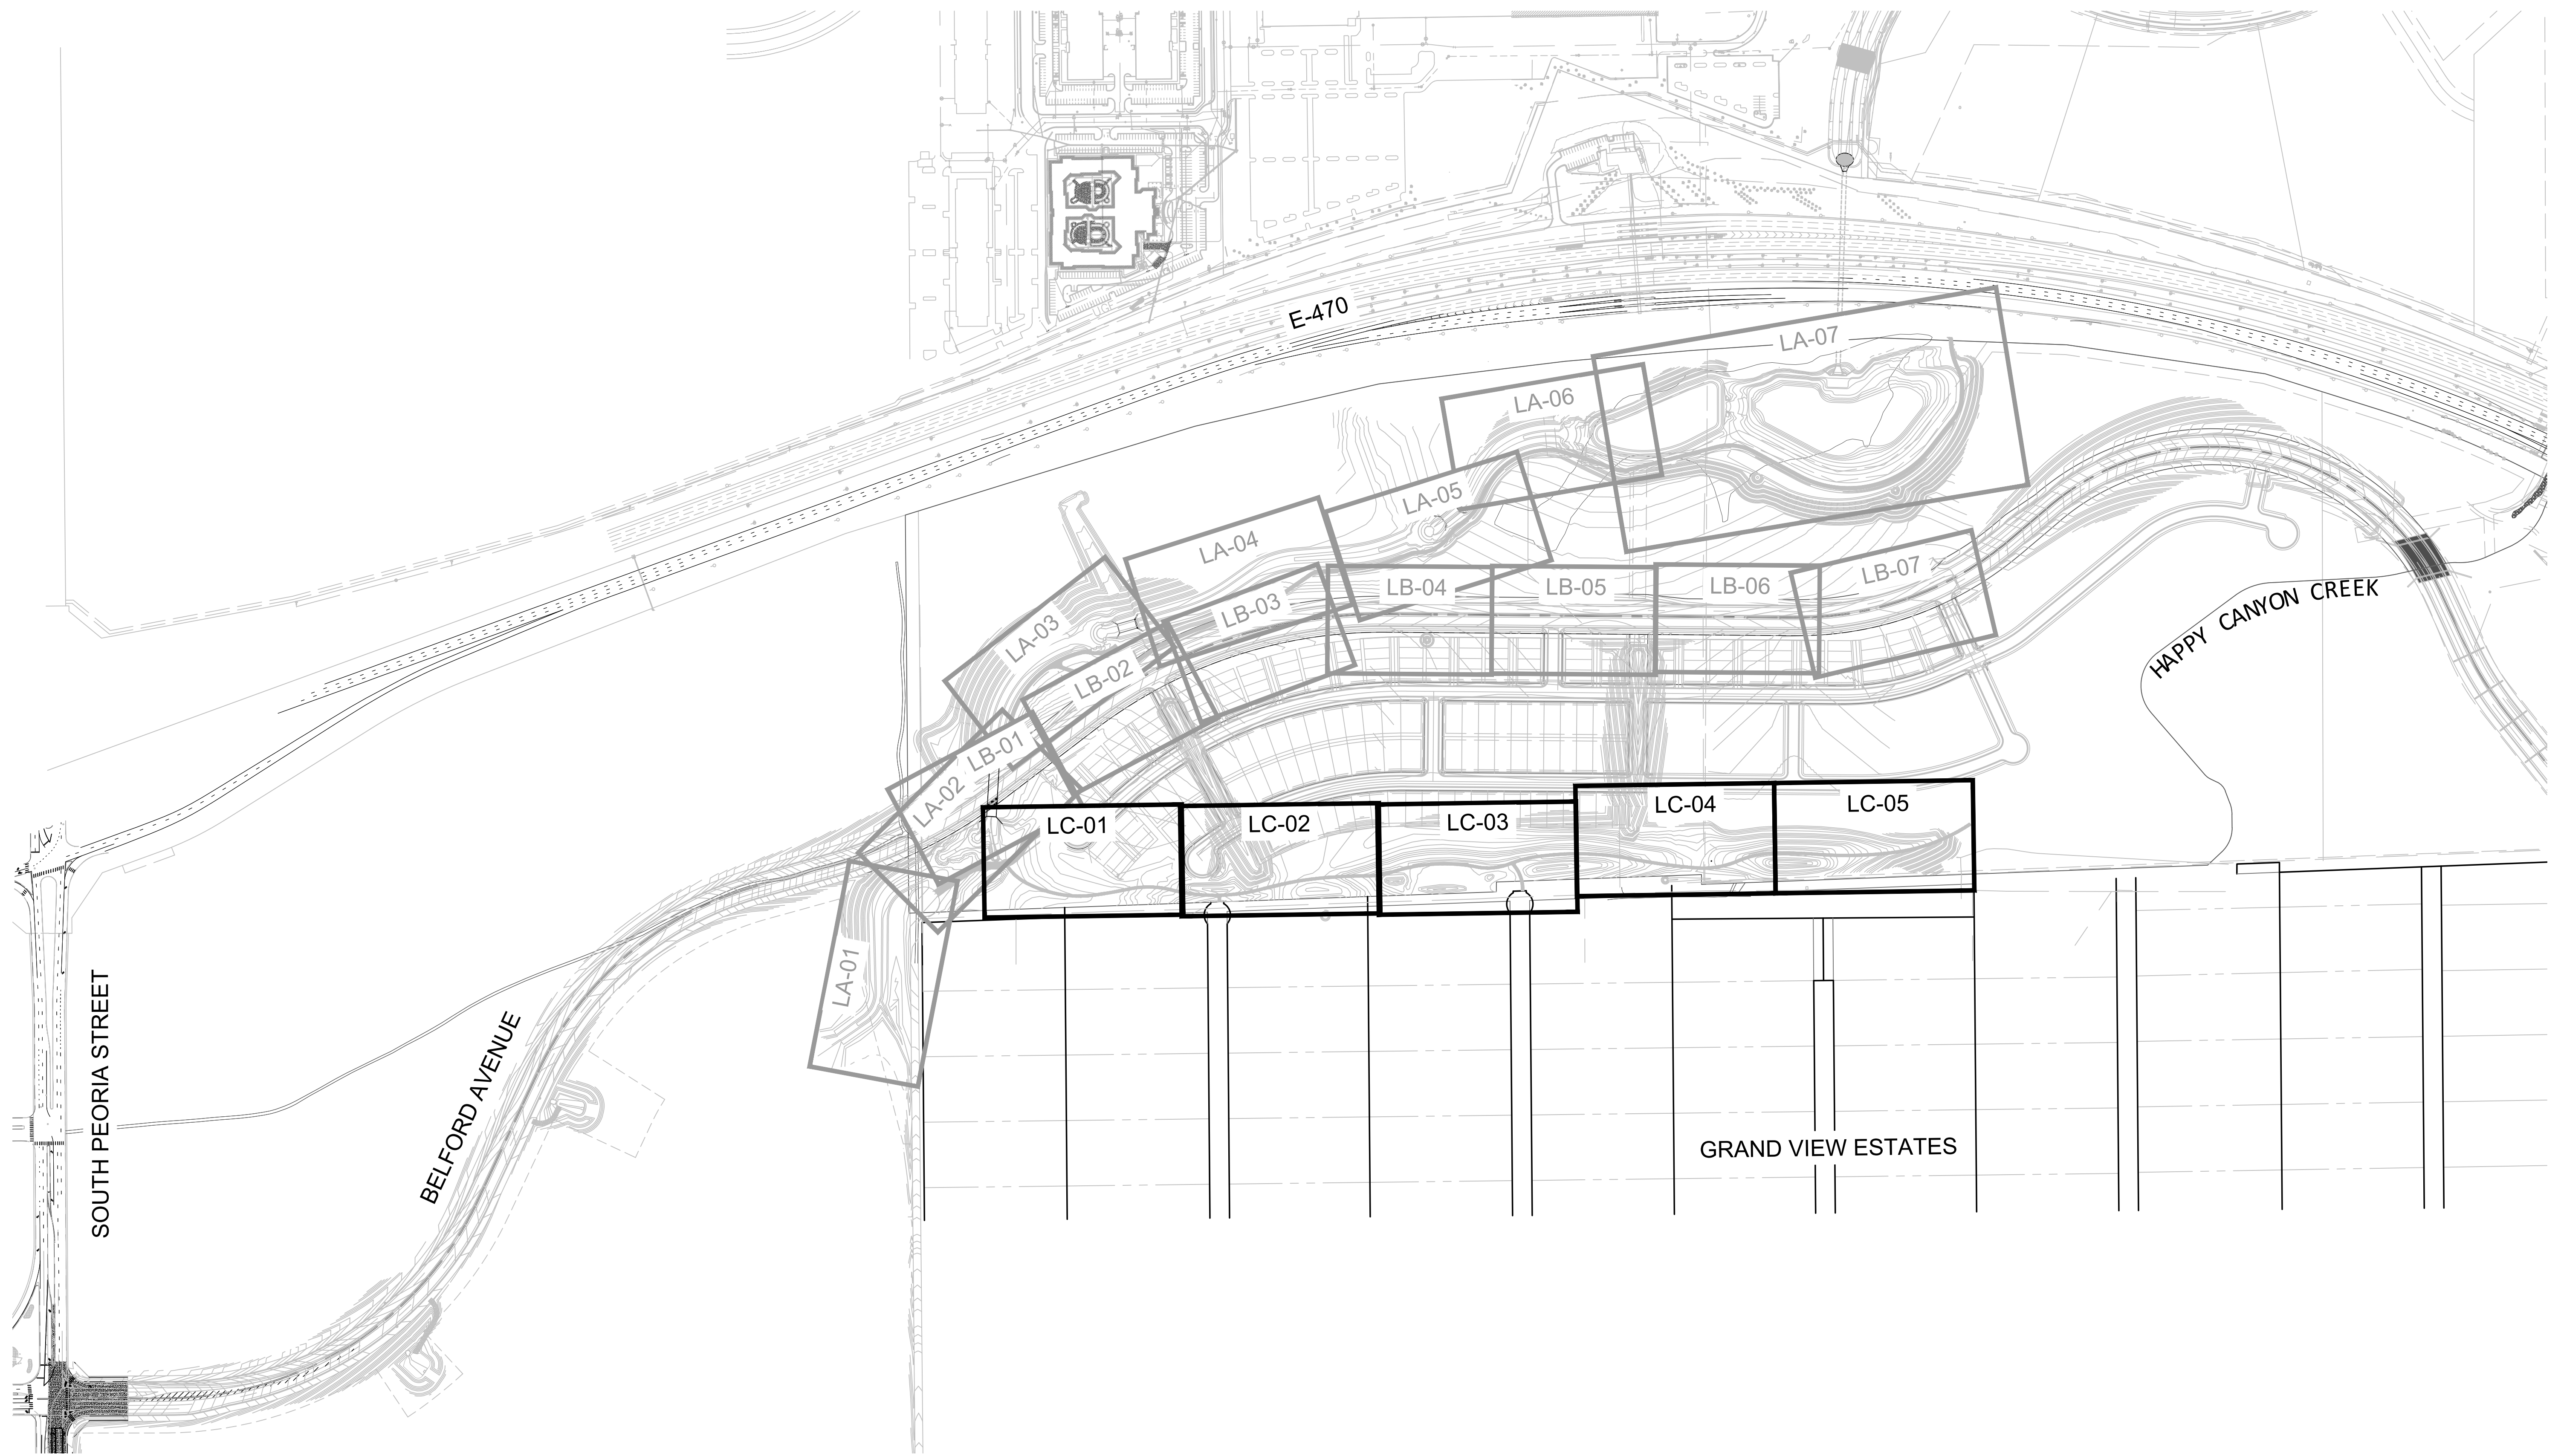 E-470
LA-07
LA-06
LA-05
LA-04
LB-07
LB-06
LB-05
LB-04
LB-03
HAPPY CANYON CREEK
LA-03
LB-02
LB-01
LA-02
LC-05
LC-04
LC-03
LC-02
LC-01
LA-01
SOUTH PEORIA STREET
BELFORD AVENUE
GRAND VIEW ESTATES